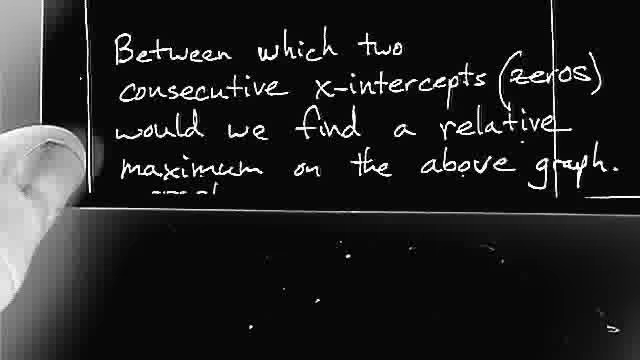 Between which two
consecutive x-intercepts (zeros)
would we find a relative
maximum on the above graph.